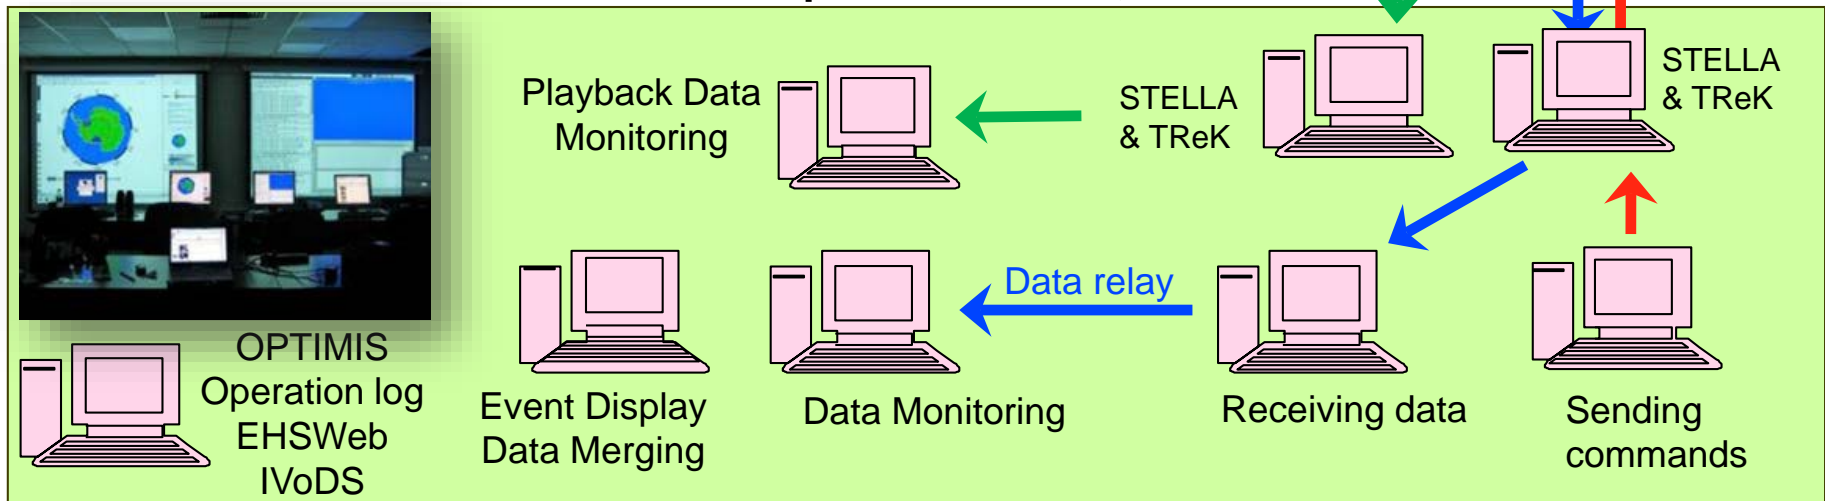 Playback Data
Monitoring
STELLA
& TReK
STELLA
& TReK
Data relay
OPTIMIS
Operation log
EHSWeb
IVoDS
Event Display
Data Merging
Data Monitoring
Receiving data
Sending
commands